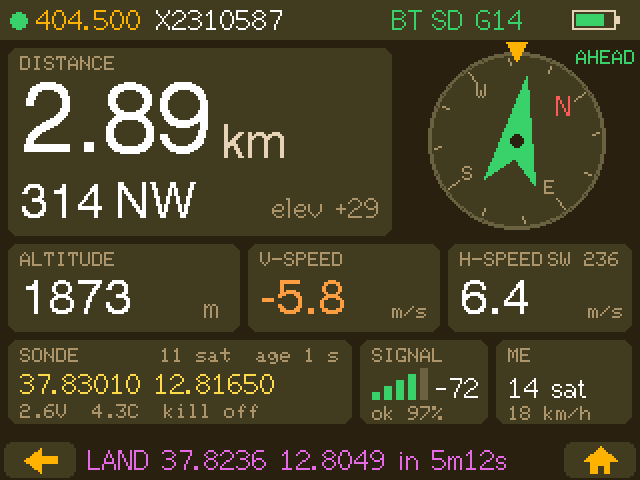 404.500 X2310587 BT SD G14
DISTANCE
2.89 km
314 NW elev +29
AHEAD
N
W
S
E
ALTITUDE
1873 m
V-SPEED
-5.8 m/s
H-SPEED SW 236
6.4 m/s
SONDE 11 sat age 1 s
37.83010 12.81650
2.6V 4.3C kill off
SIGNAL
-72
ok 97%
ME
14 sat
18 km/h
LAND 37.8236 12.8049 in 5m12s